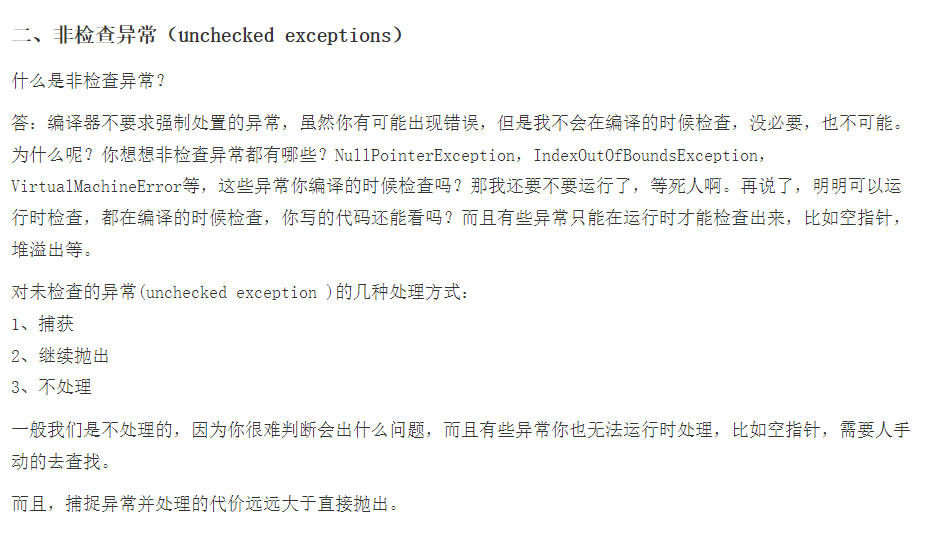 二、非检查异常（unchecked exceptions）
什么是非检查异常？
答：编译器不要求强制处置的异常，虽然你有可能出现错误，但是我不会在编译的时候检查，没必要，也不可能。
为什么呢？你想想非检查异常都有哪些？NullPointerException，IndexOutOfBoundsException，
VirtualMachineError等，这些异常你编译的时候检查吗？那我还要不要运行了，等死人啊。再说了，明明可以运
行时检查，都在编译的时候检查，你写的代码还能看吗？而且有些异常只能在运行时才能检查出来，比如空指针，
堆溢出等。
对未检查的异常(unchecked exception )的几种处理方式：
1、捕获
2、继续抛出
3、不处理
一般我们是不处理的，因为你很难判断会出什么问题，而且有些异常你也无法运行时处理，比如空指针，需要人手
动的去查找。
而且，捕捉异常并处理的代价远远大于直接抛出。